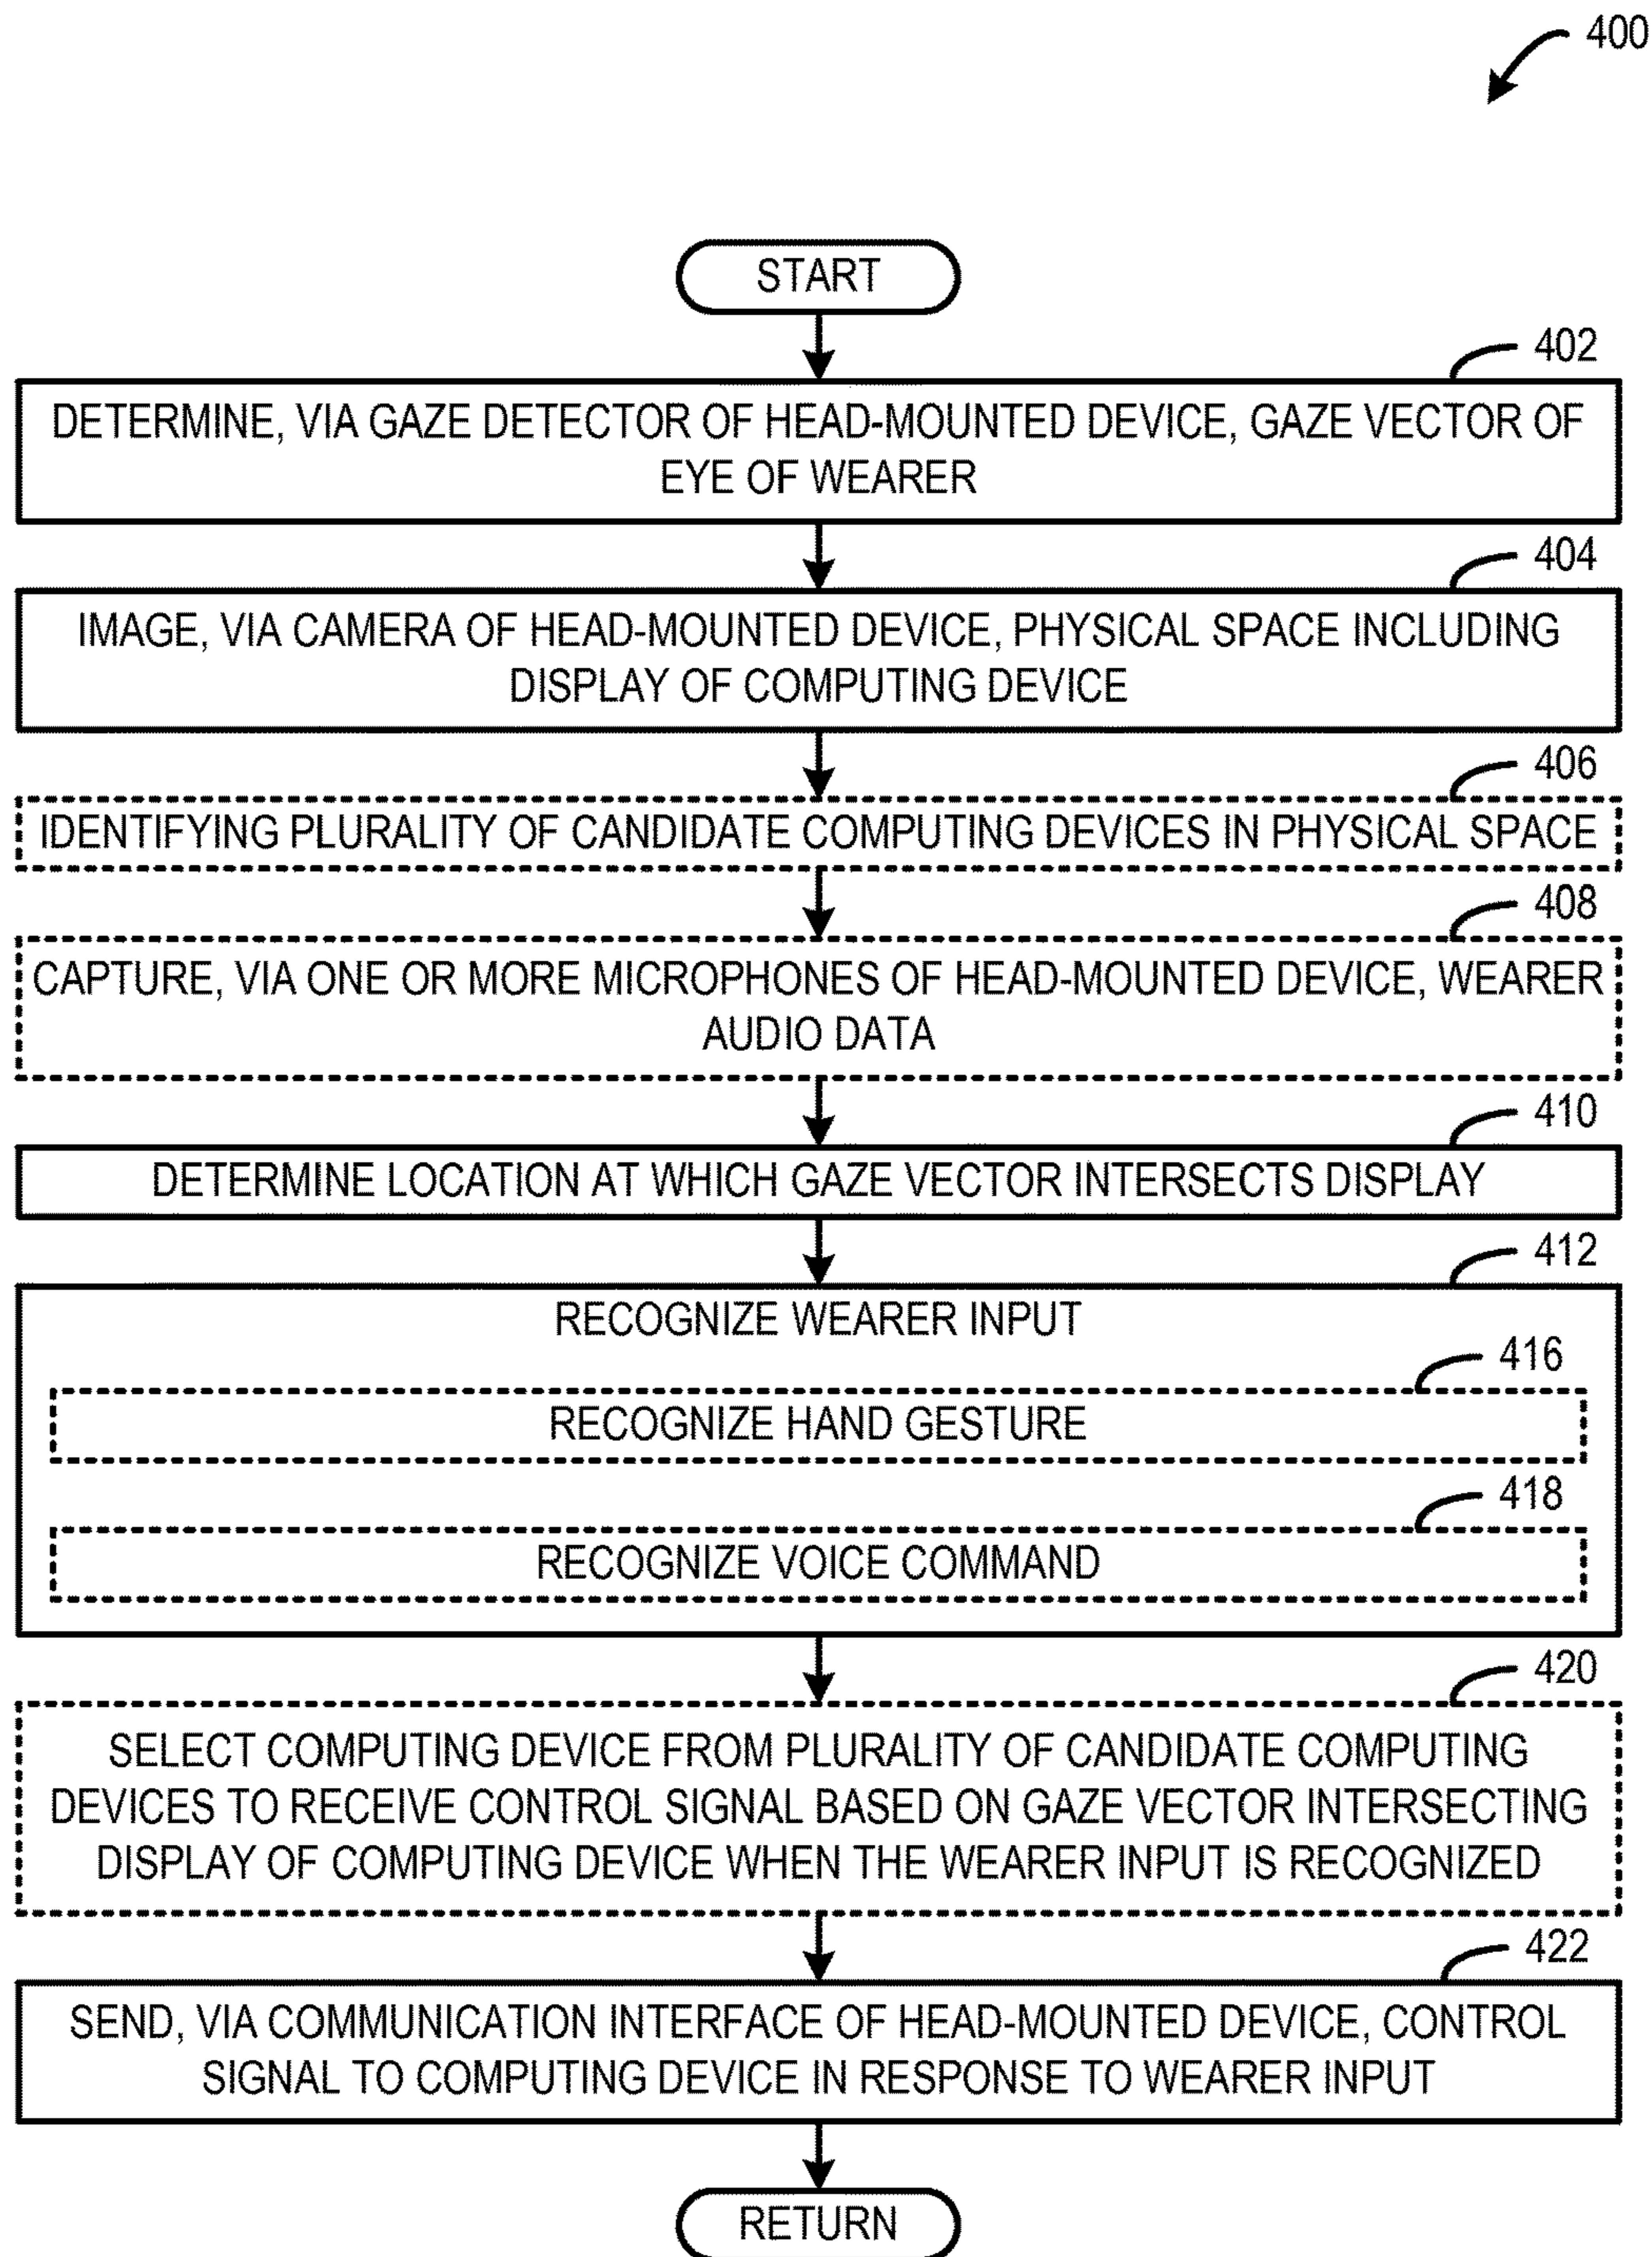 400
START
402
DETERMINE, VIA GAZE DETECTOR OF HEAD-MOUNTED DEVICE, GAZE VECTOR OF
EYE OF WEARER
404
IMAGE, VIA CAMERA OF HEAD-MOUNTED DEVICE, PHYSICAL SPACE INCLUDING
DISPLAY OF COMPUTING DEVICE
406
IDENTIFYING PLURALITY OF CANDIDATE COMPUTING DEVICES IN PHYSICAL SPACE
408
CAPTURE, VIA ONE OR MORE MICROPHONES OF HEAD-MOUNTED DEVICE, WEARER
AUDIO DATA
410
DETERMINE LOCATION AT WHICH GAZE VECTOR INTERSECTS DISPLAY
412
RECOGNIZE WEARER INPUT
416
RECOGNIZE HAND GESTURE
418
RECOGNIZE VOICE COMMAND
420
SELECT COMPUTING DEVICE FROM PLURALITY OF CANDIDATE COMPUTING
DEVICES TO RECEIVE CONTROL SIGNAL BASED ON GAZE VECTOR INTERSECTING
DISPLAY OF COMPUTING DEVICE WHEN THE WEARER INPUT IS RECOGNIZED
422
SEND, VIA COMMUNICATION INTERFACE OF HEAD-MOUNTED DEVICE, CONTROL
SIGNAL TO COMPUTING DEVICE IN RESPONSE TO WEARER INPUT
RETURN